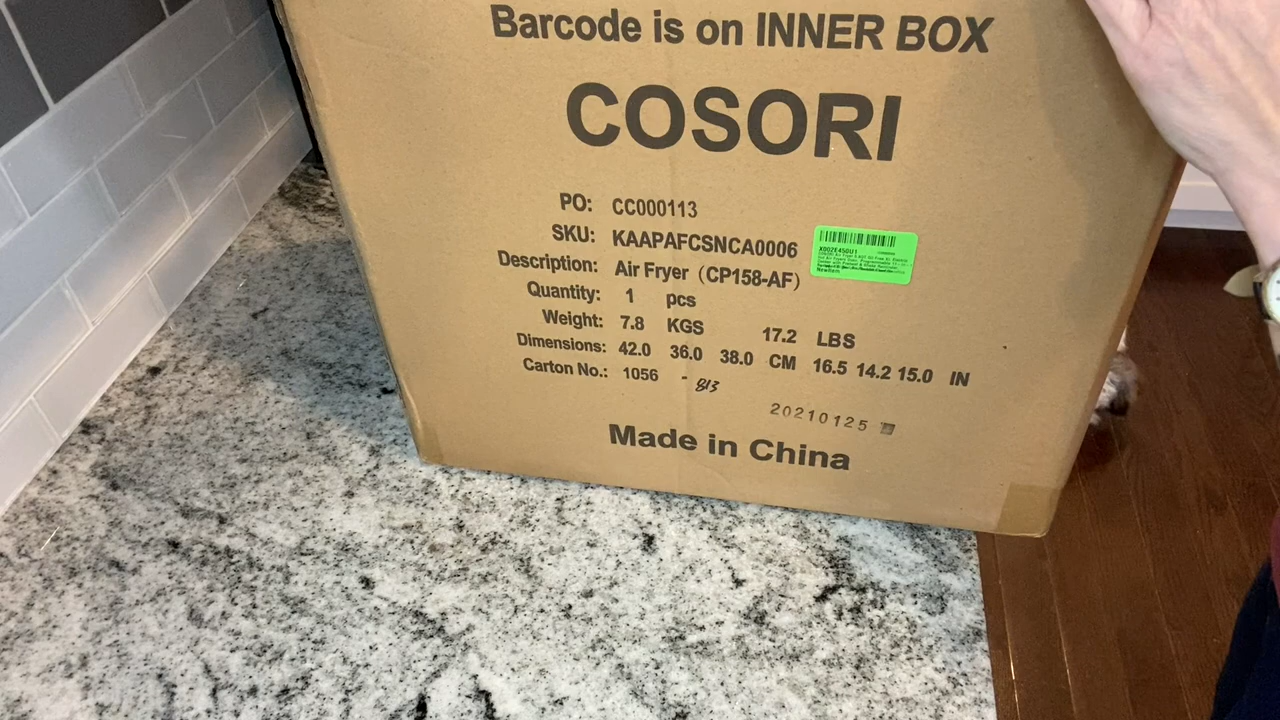 Barcode is on INNER BOX
COSORI
PO: CC000113
SKU: KAAPAFCSNCA0006
Description: Air Fryer (CP158-AF)
Quantity: 1 pcs
Weight: 7.8 KGS 17.2 LBS
Dimensions: 42.0 36.0 38.0 CM 16.5 14.2 15.0 IN
Carton No.: 1056 - 813
20210125
Made in China
X002E450U1
NewItem